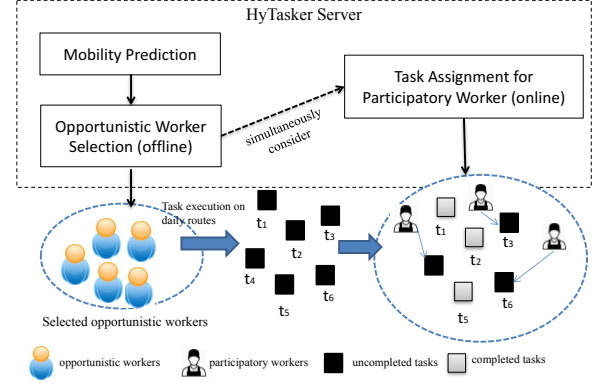 HyTasker Server
Mobility Prediction
Opportunistic Worker
Selection (offline)
simultaneously
consider
Task Assignment for
Participatory Worker (online)
Task execution on
daily routes
t1
t2
t3
t4
t5
t6
t1
t2
t3
t5
t6
Selected opportunistic workers
opportunistic workers
participatory workers
uncompleted tasks
completed tasks